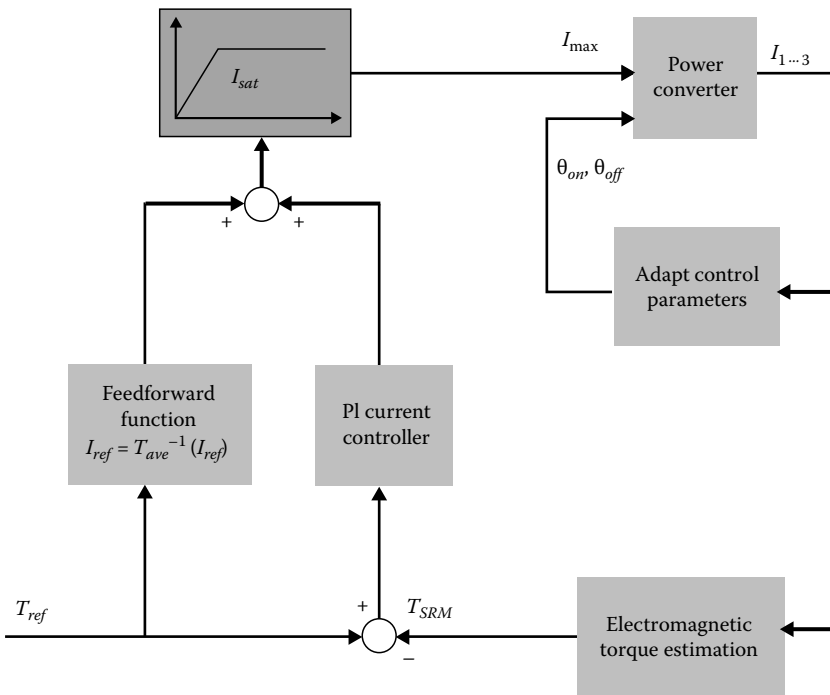 I_sat
I_max
Power
converter
I_1...3
θ_on, θ_off
+
+
Adapt control
parameters
Feedforward
function
I_ref = T_ave^−1 (I_ref)
Pl current
controller
T_ref
+
T_SRM
−
Electromagnetic
torque estimation